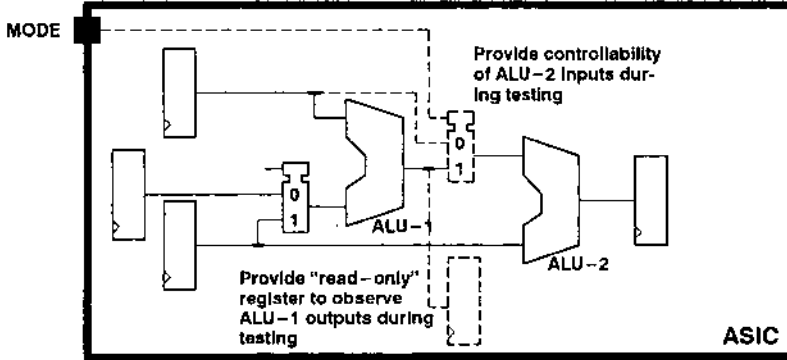 MODE
Provide controllability
of ALU-2 inputs dur-
ing testing
0
1
0
1
ALU-1
ALU-2
Provide "read-only"
register to observe
ALU-1 outputs during
testing
ASIC